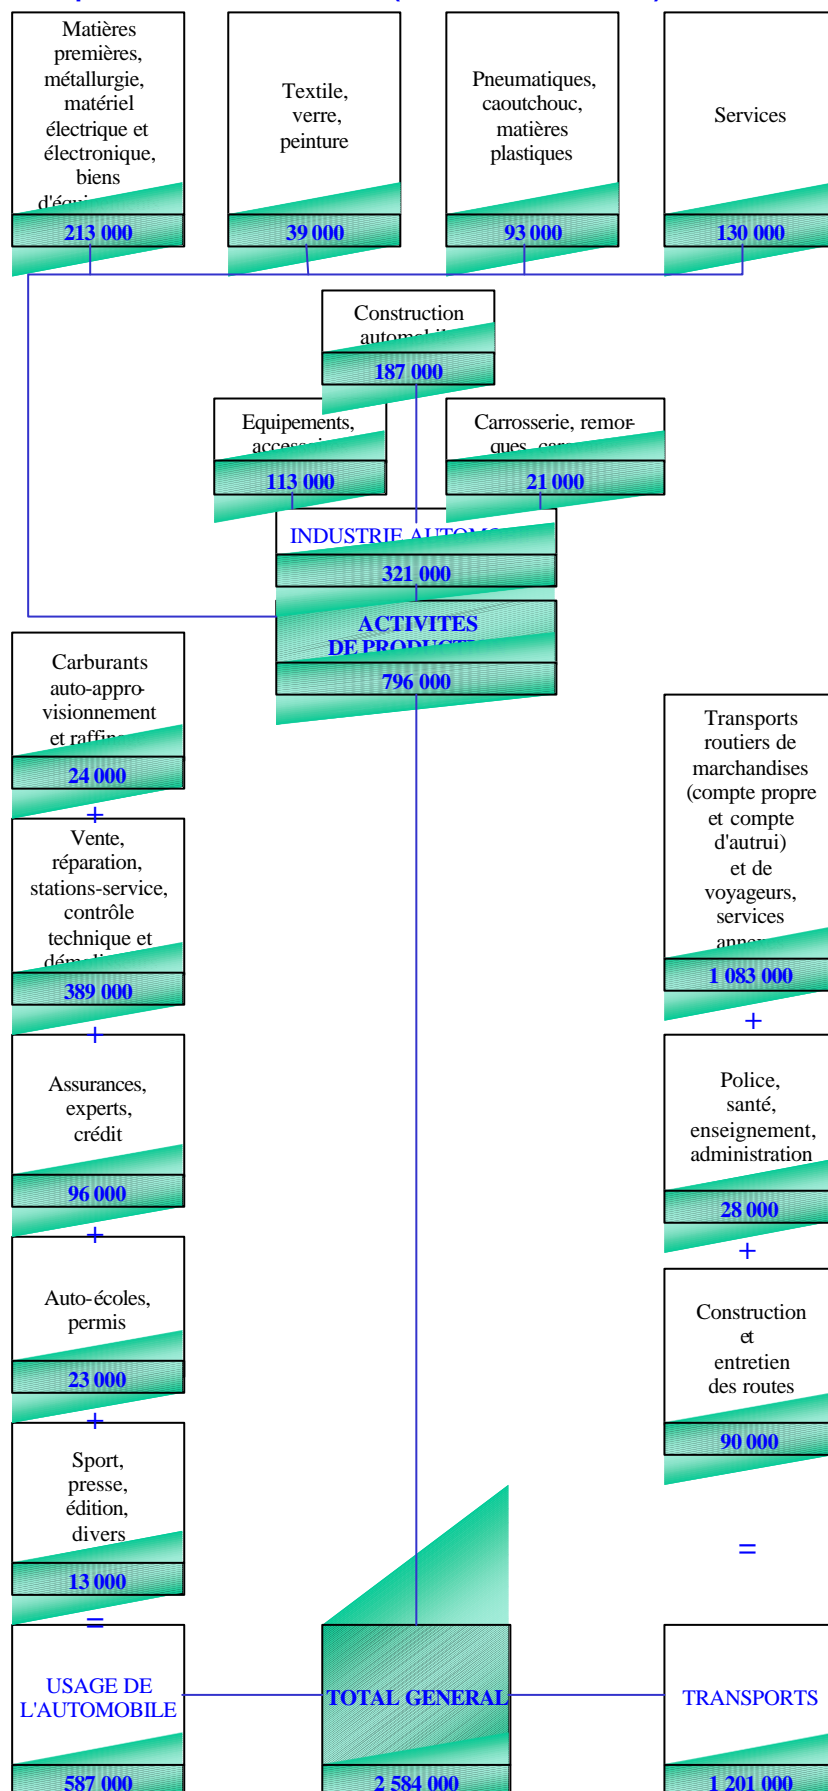 Matières
premières,
métallurgie,
matériel
électrique et
électronique,
biens
213 000
Textile,
verre,
peinture
39 000
Pneumatiques,
caoutchouc,
matières
plastiques
93 000
Services
130 000
Construction
187 000
Equipements,
113 000
Carrosserie, remor-
ques,
21 000
INDUSTRIE
321 000
ACTIVITES
DE
796 000
Carburants
auto-appro-
visionnement
et
24 000
+
Vente,
réparation,
stations-service,
contrôle
technique et
389 000
+
Assurances,
experts,
crédit
96 000
+
Auto-écoles,
permis
23 000
+
Sport,
presse,
édition,
divers
13 000
=
USAGE DE
L'AUTOMOBILE
587 000
TOTAL GENERAL
2 584 000
Transports
routiers de
marchandises
(compte propre
et compte
d'autrui)
et de
voyageurs,
services
1 083 000
+
Police,
santé,
enseignement,
administration
28 000
+
Construction
et
entretien
des routes
90 000
=
TRANSPORTS
1 201 000